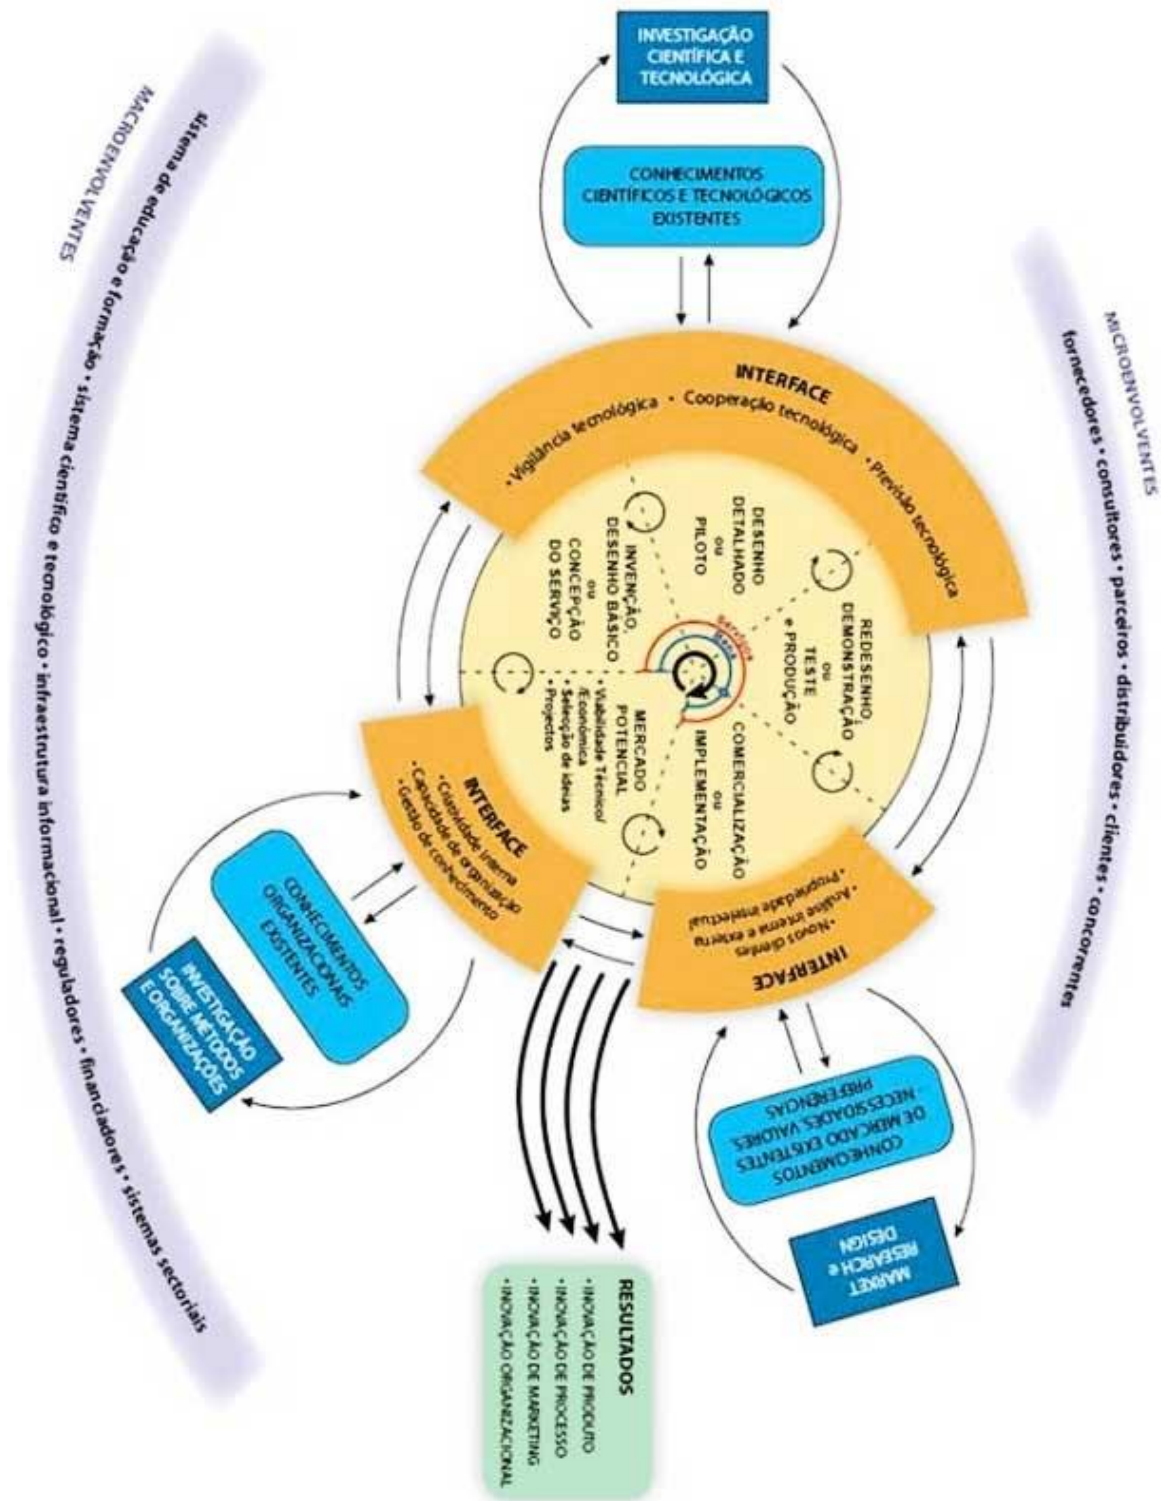 INVESTIGAÇÃO
CIENTÍFICA E
TECNOLÓGICA
CONHECIMENTOS
CIENTÍFICOS E TECNOLÓGICOS
EXISTENTES
MACROENVOLVENTES
sistema de educação e formação • sistema científico e tecnológico • infraestrutura informacional • reguladores • financiadores • sistemas sectoriais
MICROENVOLVENTES
fornecedores • consultores • parceiros • distribuidores • clientes • concorrentes
INTERFACE
• Vigilância tecnológica • Cooperação tecnológica • Previsão tecnológica
DESENHO
DETALHADO
ou
PILOTO
REDESENHO,
DEMONSTRAÇÃO
ou
TESTE
e PRODUÇÃO
INVENÇÃO,
DESENHO BÁSICO
ou
CONCEPÇÃO
DO SERVIÇO
Serviços
Bens
MERCADO
POTENCIAL
• Viabilidade Técnico/
/Económica
• Selecção de ideias
• Projectos
COMERCIALIZAÇÃO
ou
IMPLEMENTAÇÃO
INTERFACE
• Criatividade interna
• Capacidade de organização
• Gestão de conhecimento
INTERFACE
• Novos clientes
• Análise interna e externa
• Propriedade intelectual
CONHECIMENTOS
ORGANIZACIONAIS
EXISTENTES
INVESTIGAÇÃO
SOBRE MÉTODOS
E ORGANIZAÇÕES
CONHECIMENTOS
DE MERCADO EXISTENTES
- NECESSIDADES, VALORES,
PREFERÊNCIAS
MARKET
RESEARCH e
DESIGN
RESULTADOS
• INOVAÇÃO DE PRODUTO
• INOVAÇÃO DE PROCESSO
• INOVAÇÃO DE MARKETING
• INOVAÇÃO ORGANIZACIONAL